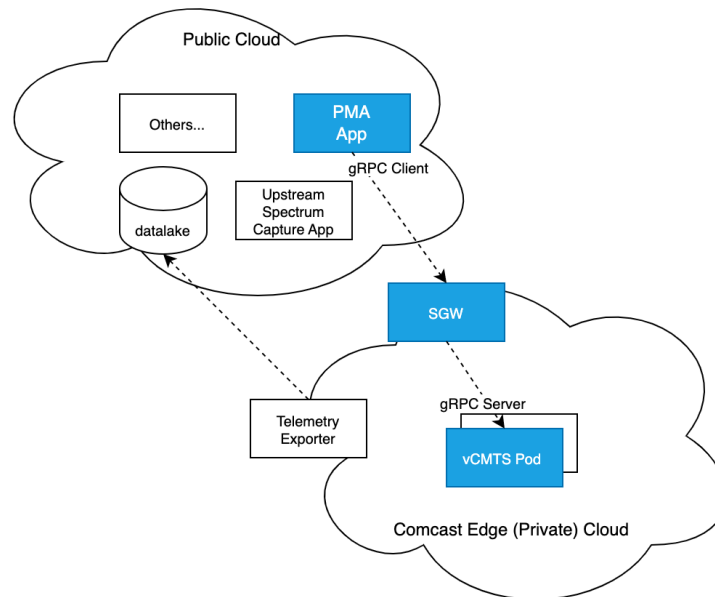 Public Cloud
Others...
PMA
App
gRPC Client
datalake
Upstream
Spectrum
Capture App
SGW
Telemetry
Exporter
gRPC Server
vCMTS Pod
Comcast Edge (Private) Cloud